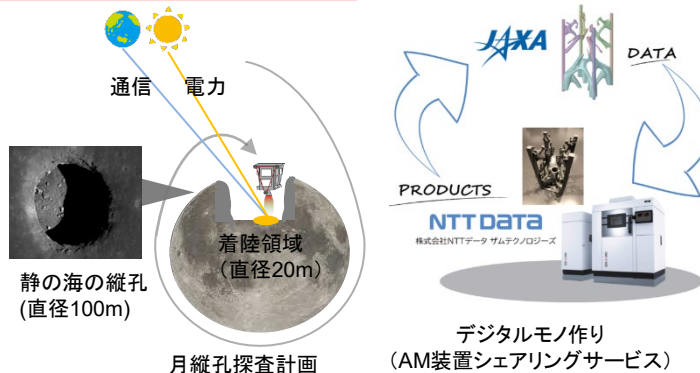 通信
電力
着陸領域
（直径20m）
静の海の縦孔
(直径100m)
月縦孔探査計画
JAXA
DATA
PRODUCTS
NTT DATA
株式会社NTTデータ ザムテクノロジーズ
デジタルモノ作り
（AM装置シェアリングサービス）